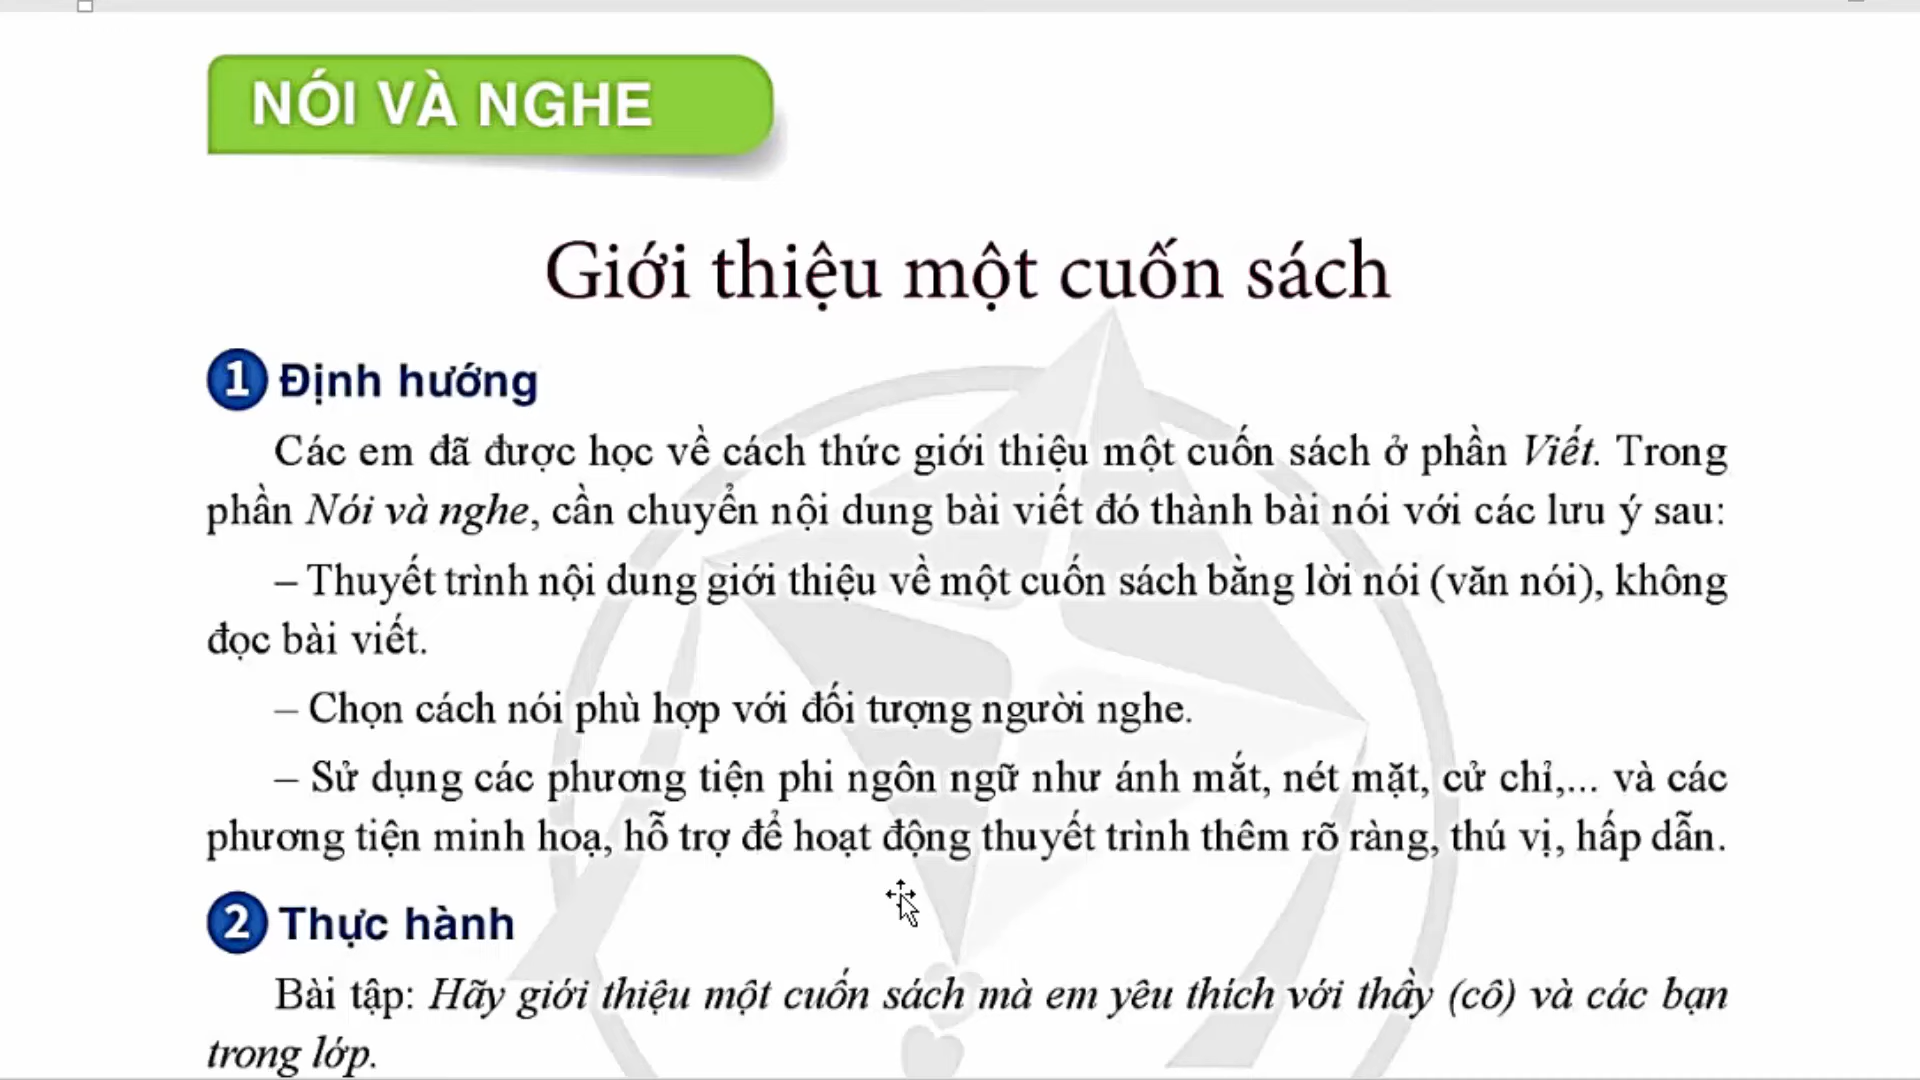 NÓI VÀ NGHE
Giới thiệu một cuốn sách
1 Định hướng
Các em đã được học về cách thức giới thiệu một cuốn sách ở phần Viết. Trong
phần Nói và nghe, cần chuyển nội dung bài viết đó thành bài nói với các lưu ý sau:
– Thuyết trình nội dung giới thiệu về một cuốn sách bằng lời nói (văn nói), không
đọc bài viết.
– Chọn cách nói phù hợp với đối tượng người nghe.
– Sử dụng các phương tiện phi ngôn ngữ như ánh mắt, nét mặt, cử chỉ,... và các
phương tiện minh hoạ, hỗ trợ để hoạt động thuyết trình thêm rõ ràng, thú vị, hấp dẫn.
2 Thực hành
Bài tập: Hãy giới thiệu một cuốn sách mà em yêu thích với thầy (cô) và các bạn
trong lớp.